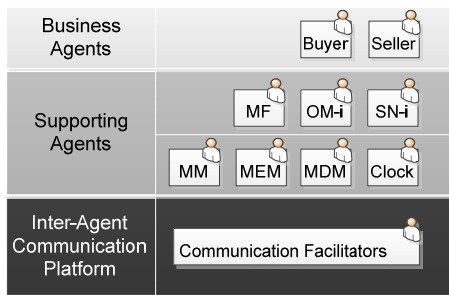 Business
Agents
Buyer
Seller
Supporting
Agents
MF
OM-i
SN-i
MM
MEM
MDM
Clock
Inter-Agent
Communication
Platform
Communication Facilitators